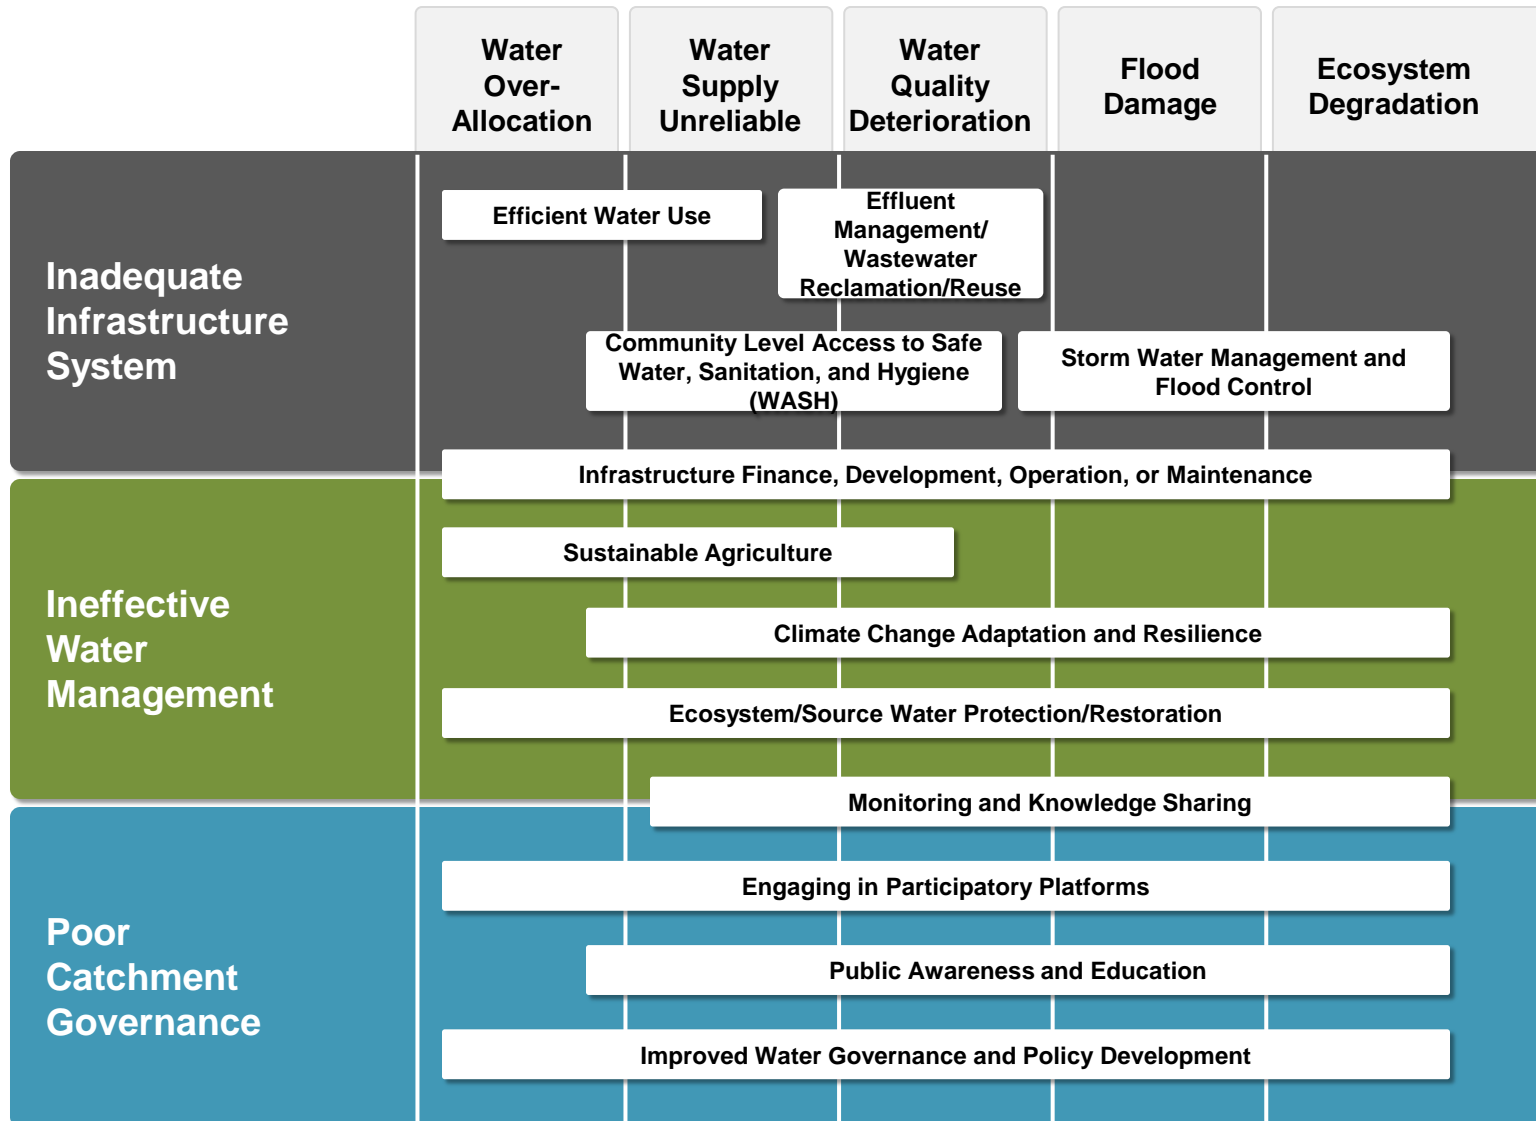 Water
Over-
Allocation
Water
Supply
Unreliable
Water
Quality
Deterioration
Flood
Damage
Ecosystem
Degradation
Inadequate
Infrastructure
System
Efficient Water Use
Effluent
Management/
Wastewater
Reclamation/Reuse
Community Level Access to Safe
Water, Sanitation, and Hygiene
(WASH)
Storm Water Management and
Flood Control
Infrastructure Finance, Development, Operation, or Maintenance
Ineffective
Water
Management
Sustainable Agriculture
Climate Change Adaptation and Resilience
Ecosystem/Source Water Protection/Restoration
Monitoring and Knowledge Sharing
Poor
Catchment
Governance
Engaging in Participatory Platforms
Public Awareness and Education
Improved Water Governance and Policy Development